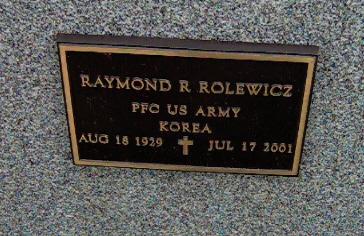 RAYMOND R ROLEWICZ
PFC US ARMY
KOREA
AUG 18 1929 ✝ JUL 17 2001